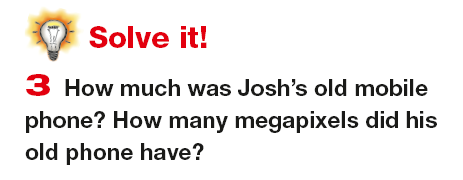 Solve it!
3 How much was Josh's old mobile
phone? How many megapixels did his
old phone have?